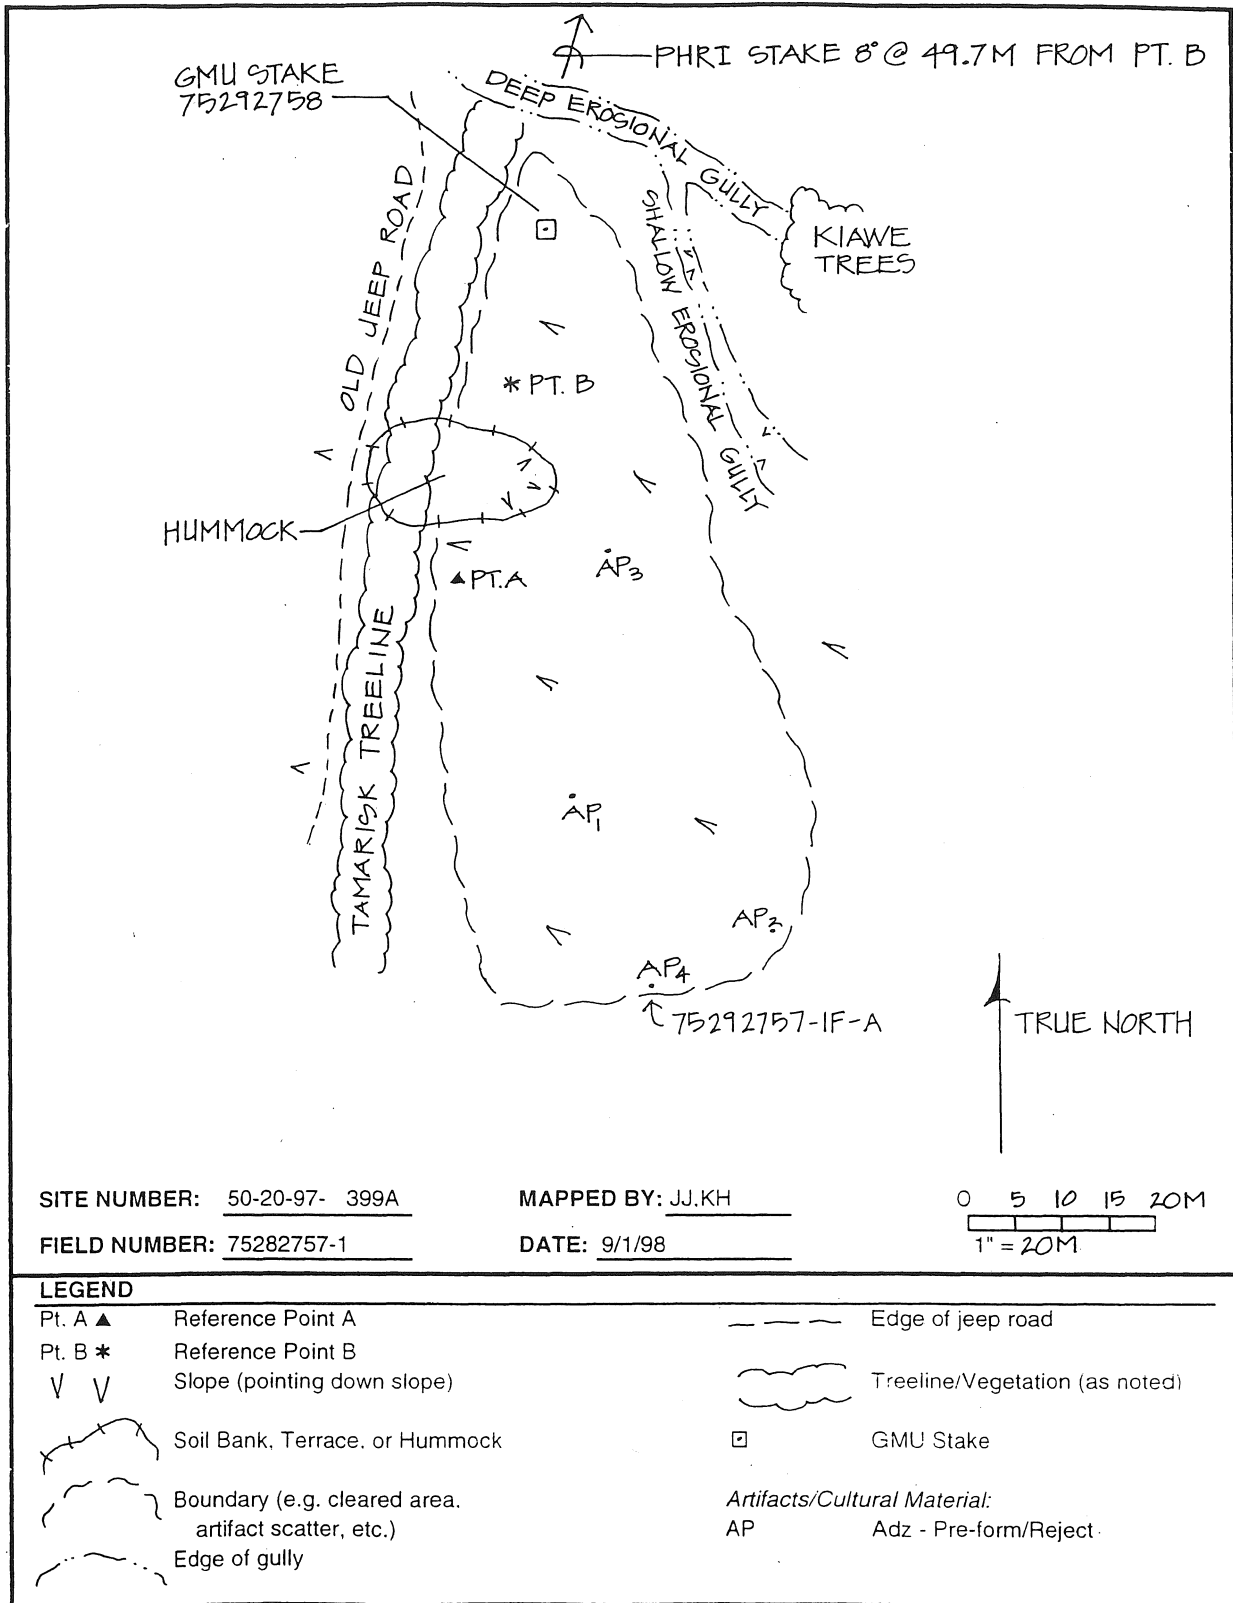 PHRI STAKE 8° @ 49.7M FROM PT. B
GMU STAKE
75292758
DEEP EROSIONAL GULLY
OLD JEEP ROAD
SHALLOW EROSIONAL GULLY
KIAWE
TREES
* PT. B
HUMMOCK
▲ PT. A
AP3
TAMARISK TREELINE
AP1
AP2
AP4
75292757-IF-A
TRUE NORTH
SITE NUMBER: 50-20-97- 399A
MAPPED BY: JJ.KH
0 5 10 15 20M
FIELD NUMBER: 75282757-1
DATE: 9/1/98
1" = 20M
LEGEND
Pt. A ▲ Reference Point A
Pt. B * Reference Point B
Slope (pointing down slope)
Soil Bank, Terrace, or Hummock
Boundary (e.g. cleared area,
artifact scatter, etc.)
Edge of gully
Edge of jeep road
Treeline/Vegetation (as noted)
GMU Stake
Artifacts/Cultural Material:
AP Adz - Pre-form/Reject